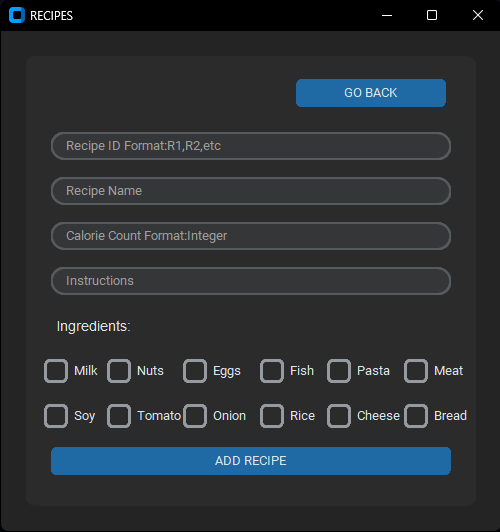 RECIPES
GO BACK
Recipe ID Format:R1,R2,etc
Recipe Name
Calorie Count Format:Integer
Instructions
Ingredients:
Milk Nuts Eggs Fish Pasta Meat
Soy Tomato Onion Rice Cheese Bread
ADD RECIPE